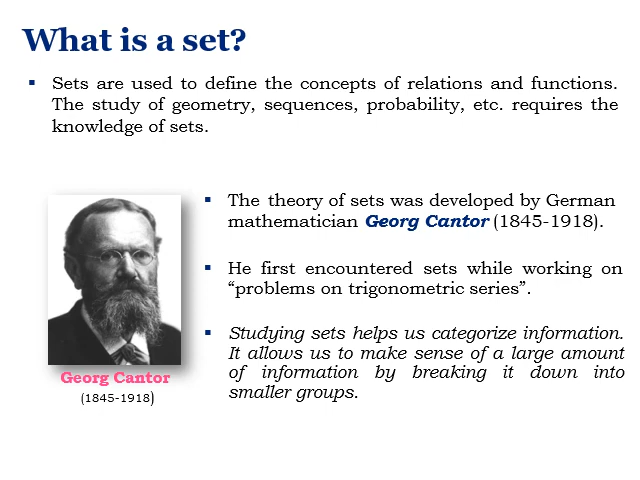 What is a set?
▪ Sets are used to define the concepts of relations and functions.
The study of geometry, sequences, probability, etc. requires the
knowledge of sets.
▪ The theory of sets was developed by German
mathematician Georg Cantor (1845-1918).
▪ He first encountered sets while working on
“problems on trigonometric series”.
▪ Studying sets helps us categorize information.
It allows us to make sense of a large amount
of information by breaking it down into
smaller groups.
Georg Cantor
(1845-1918)